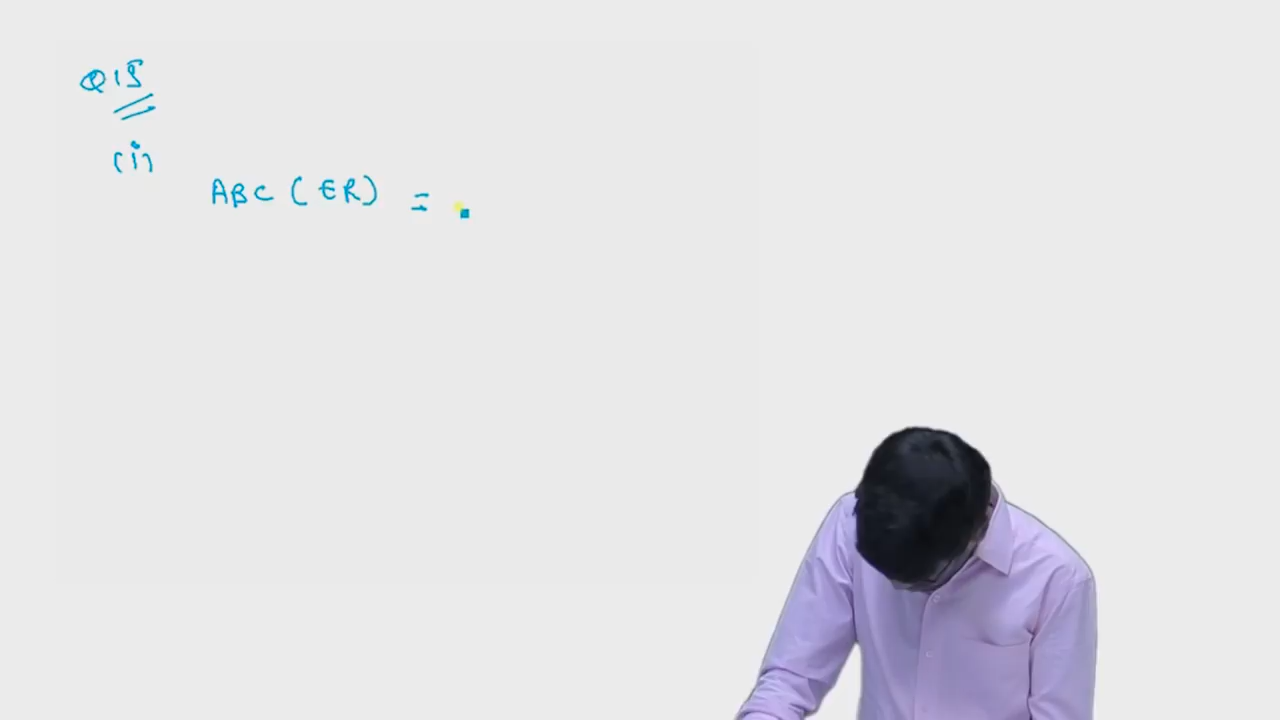 Q15
(i)
ABC (ER) =